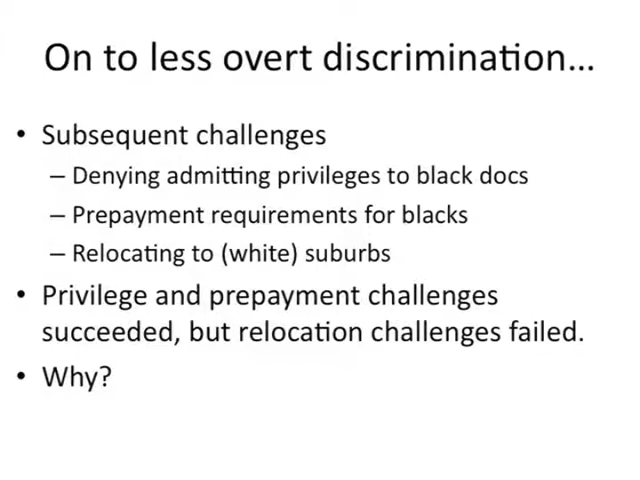 On to less overt discrimination...
• Subsequent challenges
– Denying admitting privileges to black docs
– Prepayment requirements for blacks
– Relocating to (white) suburbs
• Privilege and prepayment challenges
succeeded, but relocation challenges failed.
• Why?